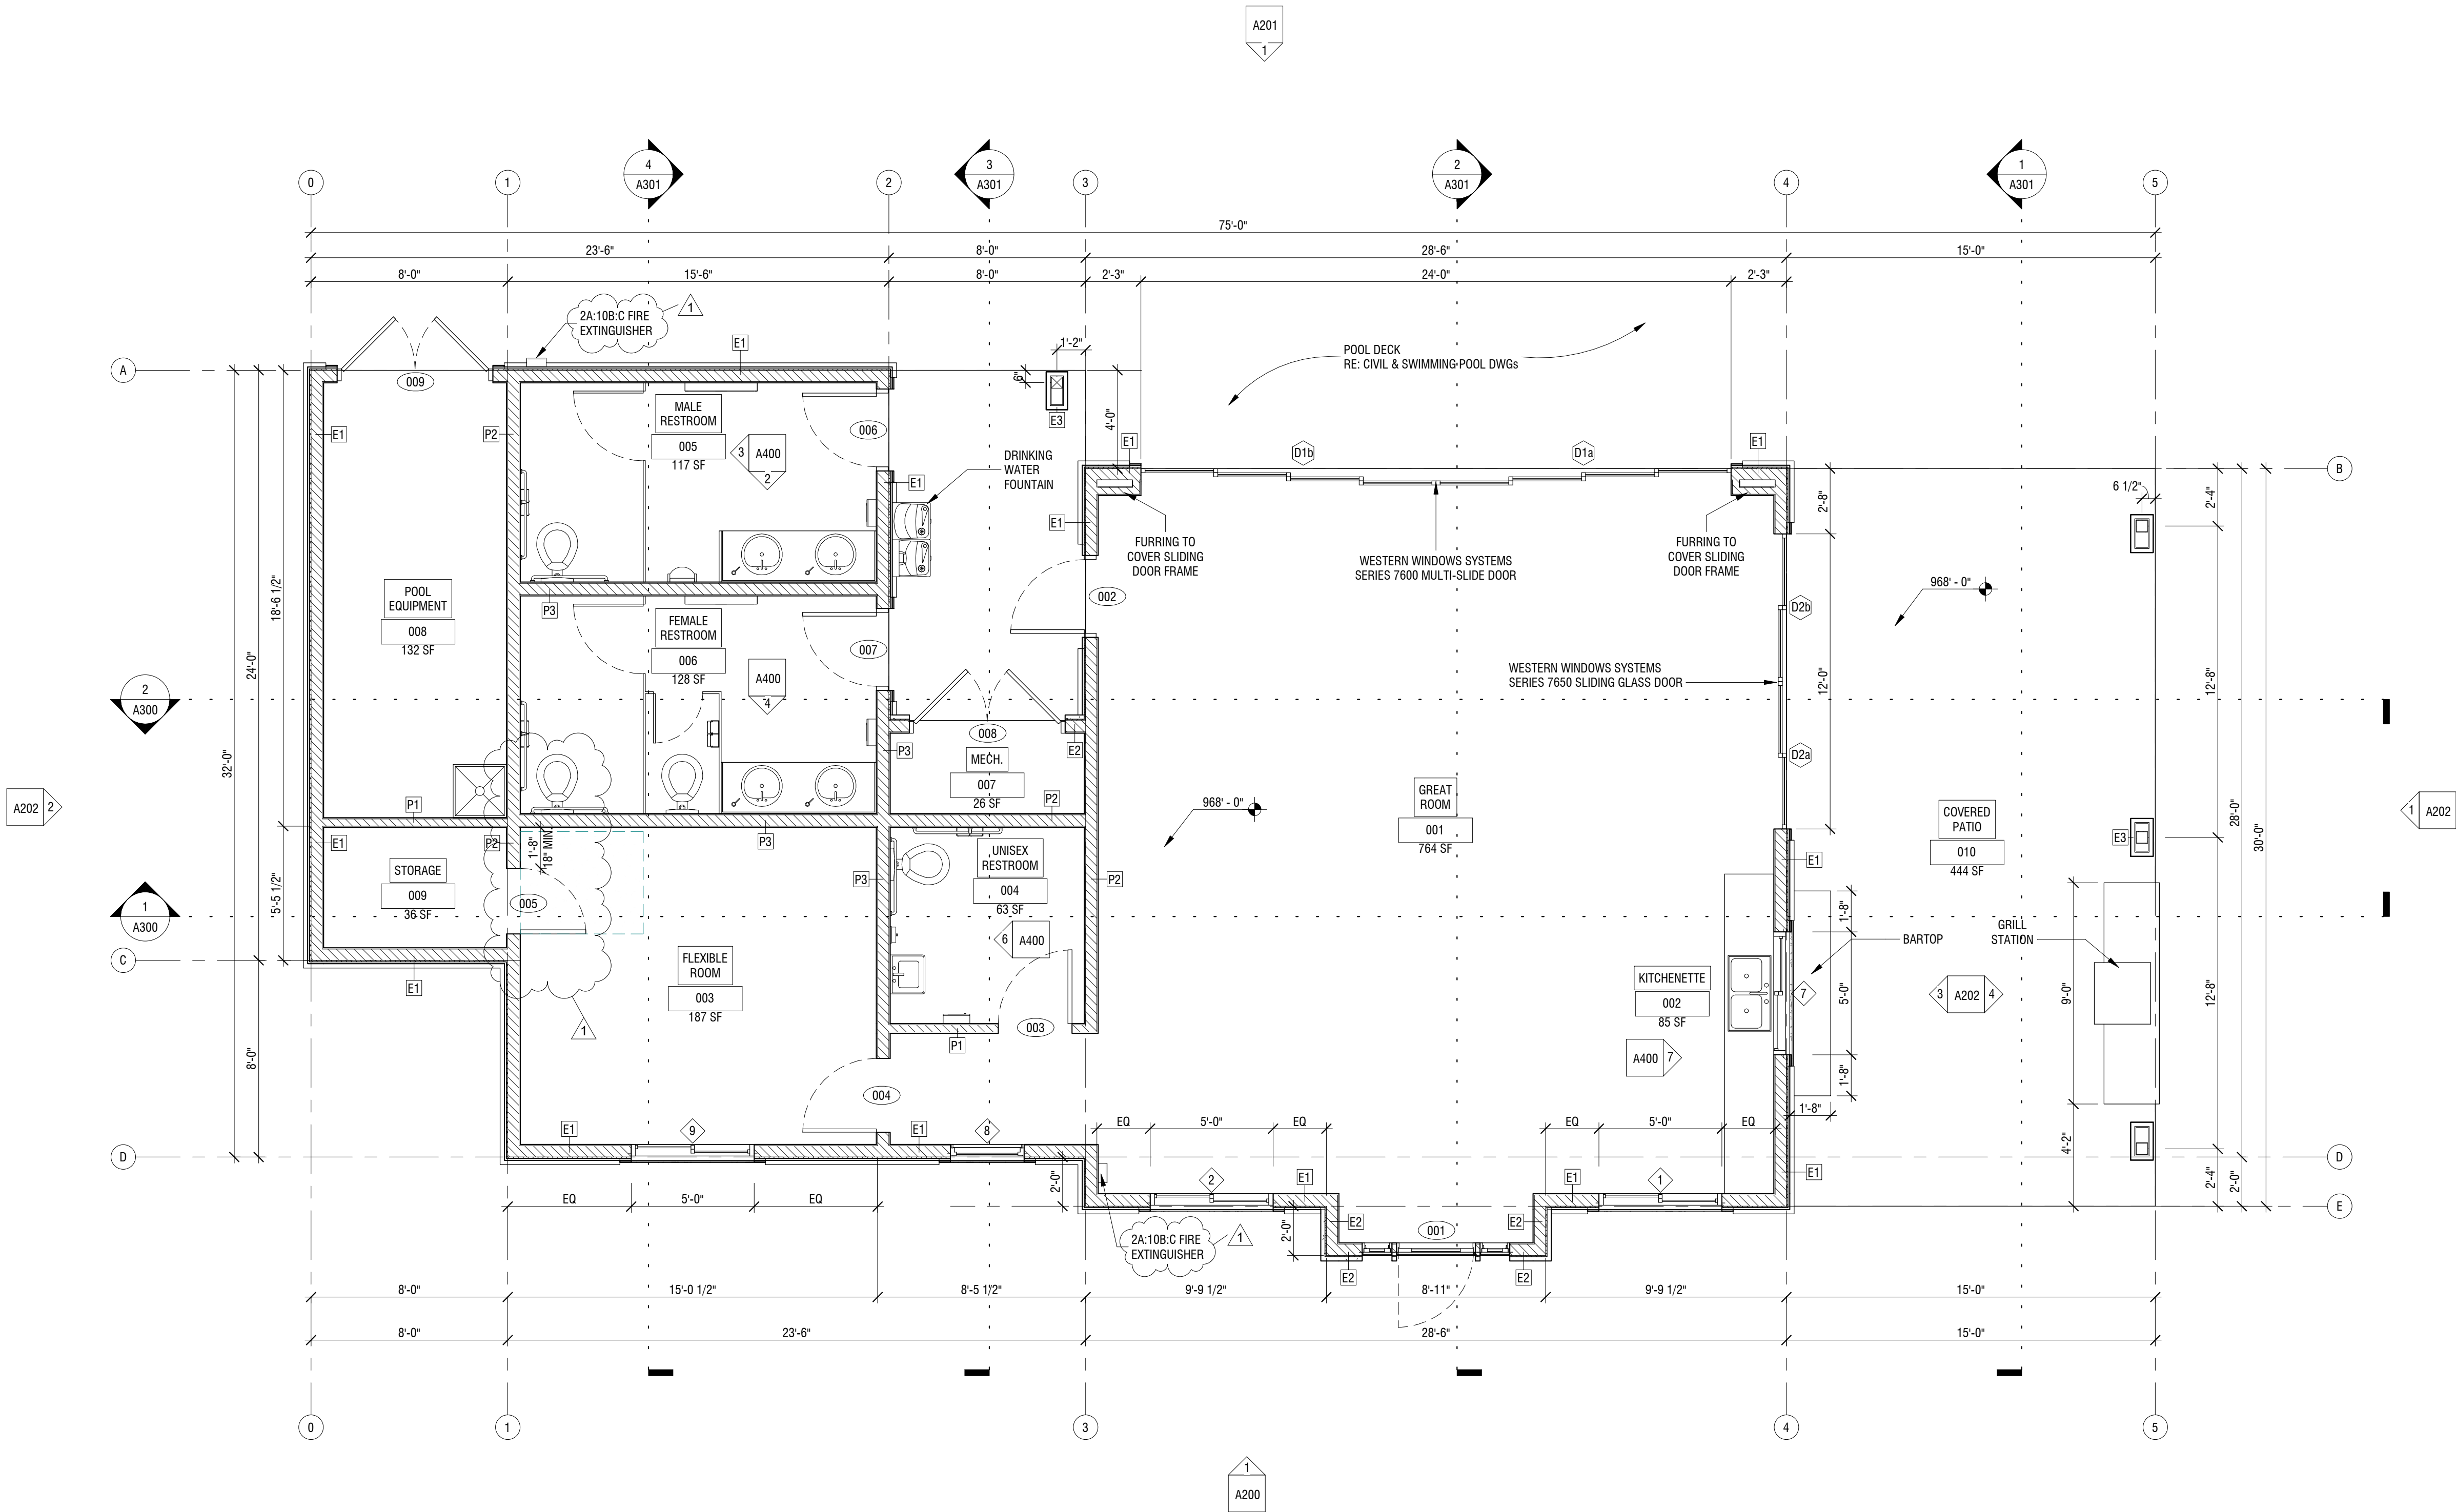 A201
1
4
A301
3
A301
2
A301
1
A301
0
1
2
3
4
5
75'-0"
23'-6"
8'-0"
28'-6"
15'-0"
8'-0"
15'-6"
8'-0"
2'-3"
24'-0"
2'-3"
2A:10B:C FIRE
EXTINGUISHER
1
E1
1'-2"
6"
4'-0"
POOL DECK
RE: CIVIL & SWIMMING POOL DWGs
A
009
E3
MALE
RESTROOM
005
117 SF
3
A400
2
006
E1
P2
DRINKING
WATER
FOUNTAIN
E1
E1
D1b
D1a
E1
B
E1
E1
6 1/2"
2'-4"
2'-8"
FURRING TO
COVER SLIDING
DOOR FRAME
WESTERN WINDOWS SYSTEMS
SERIES 7600 MULTI-SLIDE DOOR
FURRING TO
COVER SLIDING
DOOR FRAME
968' - 0"
POOL
EQUIPMENT
008
132 SF
18'-6 1/2"
24'-0"
32'-0"
P3
FEMALE
RESTROOM
006
128 SF
A400
4
007
002
D2b
12'-0"
WESTERN WINDOWS SYSTEMS
SERIES 7650 SLIDING GLASS DOOR
12'-8"
28'-0"
30'-0"
2
A300
008
P3
E2
MECH.
007
26 SF
P2
D2a
968' - 0"
GREAT
ROOM
001
764 SF
COVERED
PATIO
010
444 SF
A202
2
1
A202
P1
E1
P2
1'-8"
18" MIN.
P3
E1
E3
STORAGE
009
36 SF
005
5'-5 1/2"
P3
UNISEX
RESTROOM
004
63 SF
P2
6
A400
1
A300
1'-8"
BARTOP
GRILL
STATION
C
E1
FLEXIBLE
ROOM
003
187 SF
KITCHENETTE
002
85 SF
7
5'-0"
3
A202
4
9'-0"
12'-8"
1
P1
003
A400
7
8'-0"
004
1'-8"
1'-8"
E1
9
E1
8
EQ
5'-0"
EQ
EQ
5'-0"
EQ
4'-2"
D
D
2'-0"
E1
2'-4"
2'-0"
2
E1
E1
1
EQ
5'-0"
EQ
E
2A:10B:C FIRE
EXTINGUISHER
1
2'-0"
E2
001
E2
E2
E2
8'-0"
15'-0 1/2"
8'-5 1/2"
9'-9 1/2"
8'-11"
9'-9 1/2"
15'-0"
8'-0"
23'-6"
28'-6"
15'-0"
0
1
3
4
5
1
A200